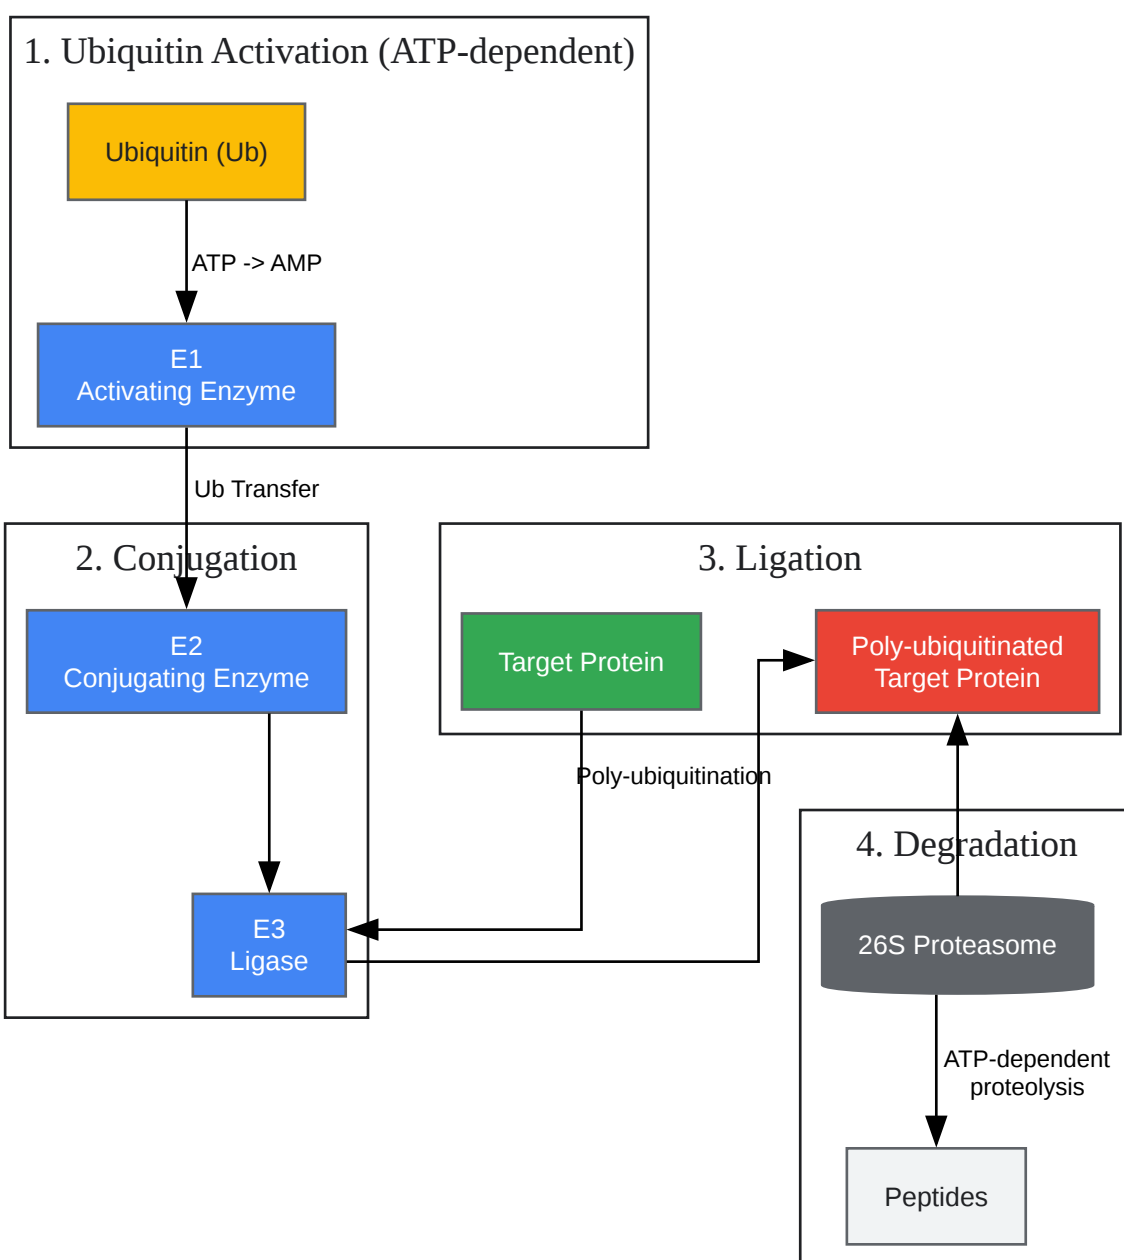 1. Ubiquitin Activation (ATP-dependent)
Ubiquitin (Ub)
ATP -> AMP
E1
Activating Enzyme
Ub Transfer
2. Conjugation
E2
Conjugating Enzyme
E3
Ligase
3. Ligation
Target Protein
Poly-ubiquitinated
Target Protein
Poly-ubiquitination
4. Degradation
26S Proteasome
ATP-dependent
proteolysis
Peptides